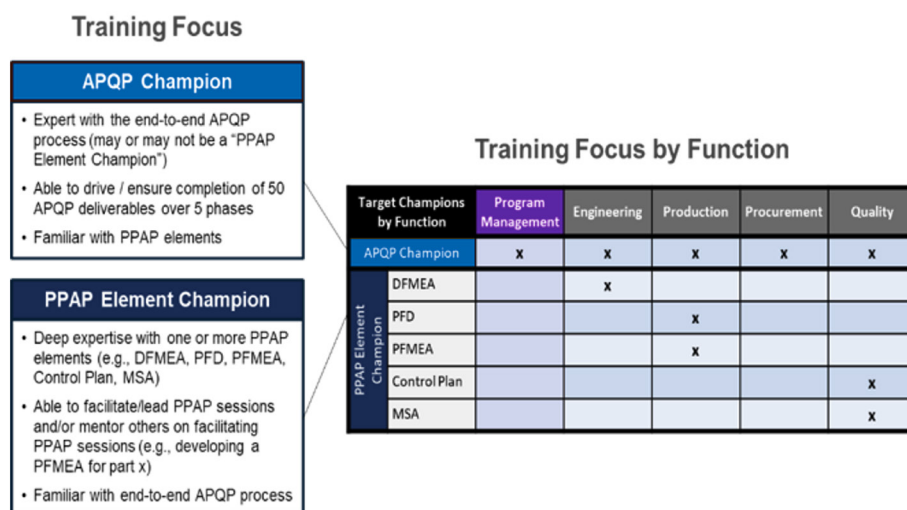 Training Focus
APQP Champion
• Expert with the end-to-end APQP
process (may or may not be a “PPAP
Element Champion”)
• Able to drive / ensure completion of 50
APQP deliverables over 5 phases
• Familiar with PPAP elements
PPAP Element Champion
• Deep expertise with one or more PPAP
elements (e.g., DFMEA, PFD, PFMEA,
Control Plan, MSA)
• Able to facilitate/lead PPAP sessions
and/or mentor others on facilitating
PPAP sessions (e.g., developing a
PFMEA for part x)
• Familiar with end-to-end APQP process
Training Focus by Function
Target Champions
by Function
Program
Management
Engineering
Production
Procurement
Quality
APQP Champion x x x x x
PPAP Element
Champion
DFMEA x
PFD x
PFMEA x
Control Plan x
MSA x